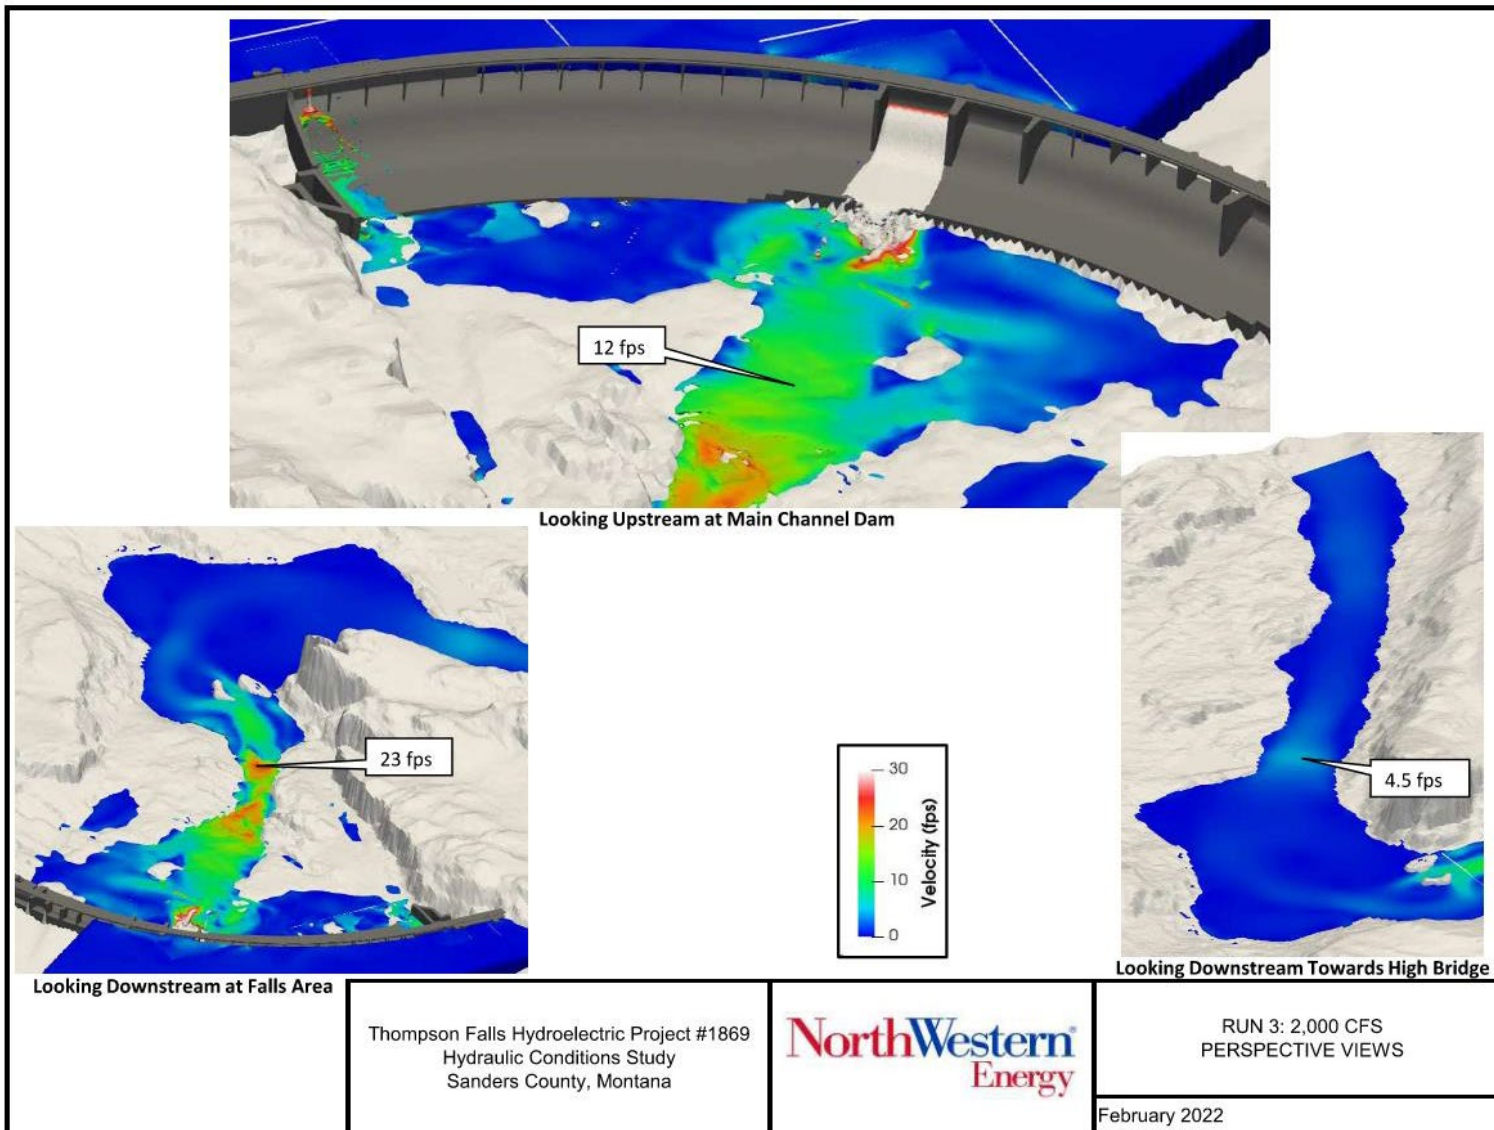 12 fps
Looking Upstream at Main Channel Dam
23 fps
Looking Downstream at Falls Area
30
20
10
0
Velocity (fps)
4.5 fps
Looking Downstream Towards High Bridge
Thompson Falls Hydroelectric Project #1869
Hydraulic Conditions Study
Sanders County, Montana
NorthWestern®
Energy
RUN 3: 2,000 CFS
PERSPECTIVE VIEWS
February 2022